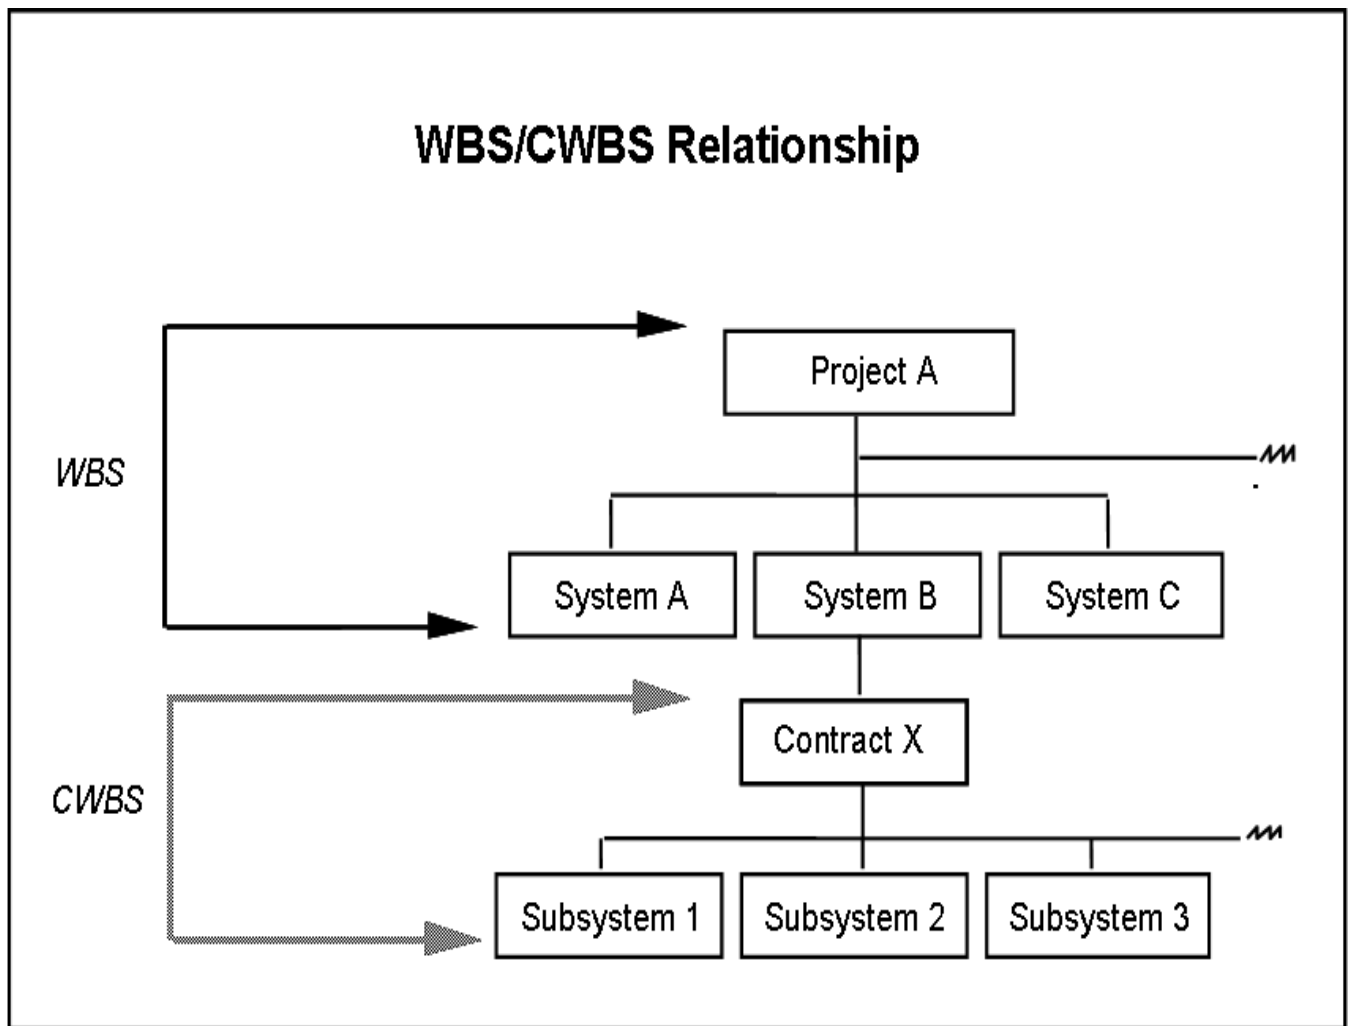 WBS/CWBS Relationship
Project A
WBS
System A
System B
System C
Contract X
CWBS
Subsystem 1
Subsystem 2
Subsystem 3